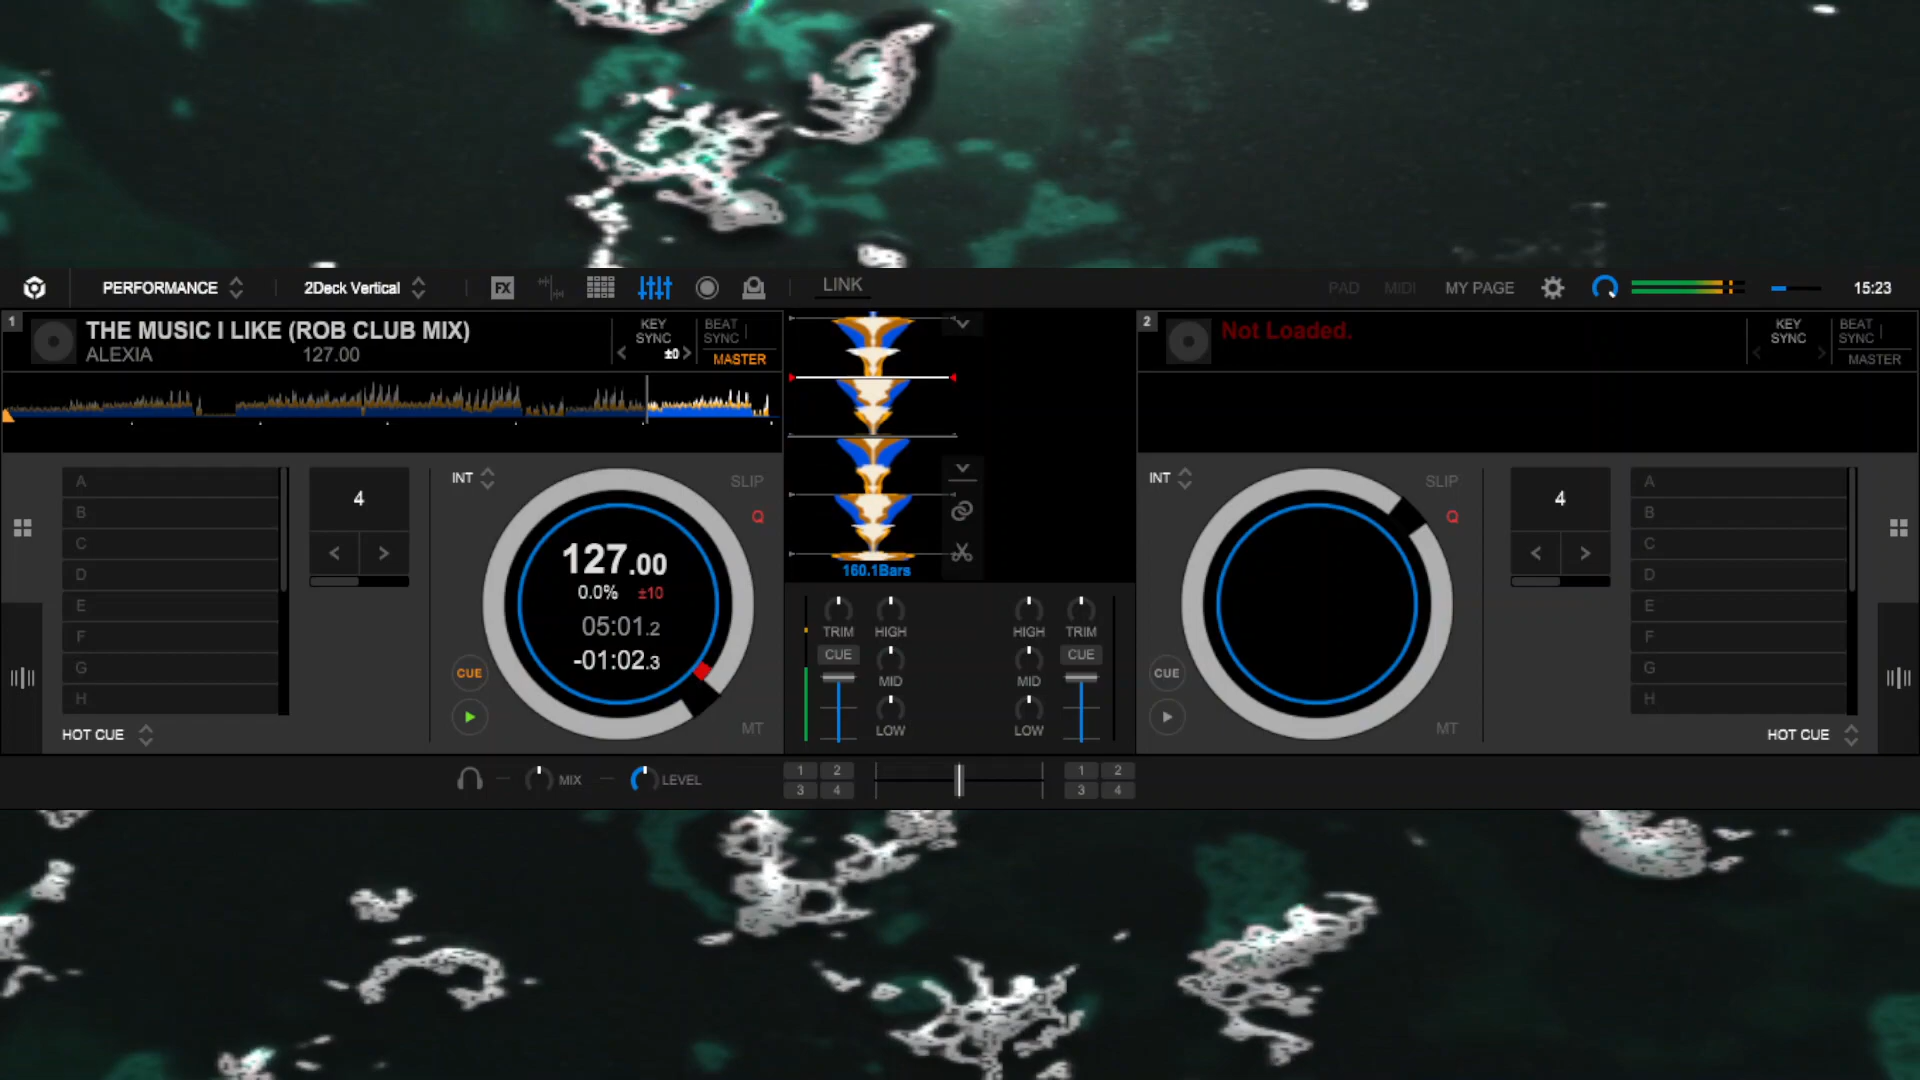 PERFORMANCE 2Deck Vertical FX LINK PAD MIDI MY PAGE 15:23
1 THE MUSIC I LIKE (ROB CLUB MIX)
ALEXIA 127.00
KEY SYNC ±0
BEAT SYNC
MASTER
2 Not Loaded.
KEY SYNC
BEAT SYNC
MASTER
A
B
C
D
E
F
G
H
HOT CUE
4
INT
SLIP
Q
127.00
0.0% ±10
05:01.2
-01:02.3
CUE
MT
160.1Bars
TRIM HIGH HIGH TRIM
CUE CUE
MID MID
LOW LOW
INT
SLIP
Q
CUE
MT
4
A
B
C
D
E
F
G
H
HOT CUE
MIX LEVEL
1 2 1 2
3 4 3 4